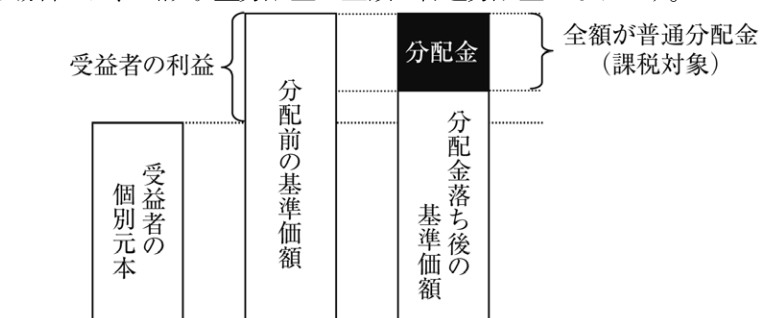 受益者の利益
分配金
全額が普通分配金
（課税対象）
受益者の
個別元本
分配前の基準価額
分配金落ち後の
基準価額